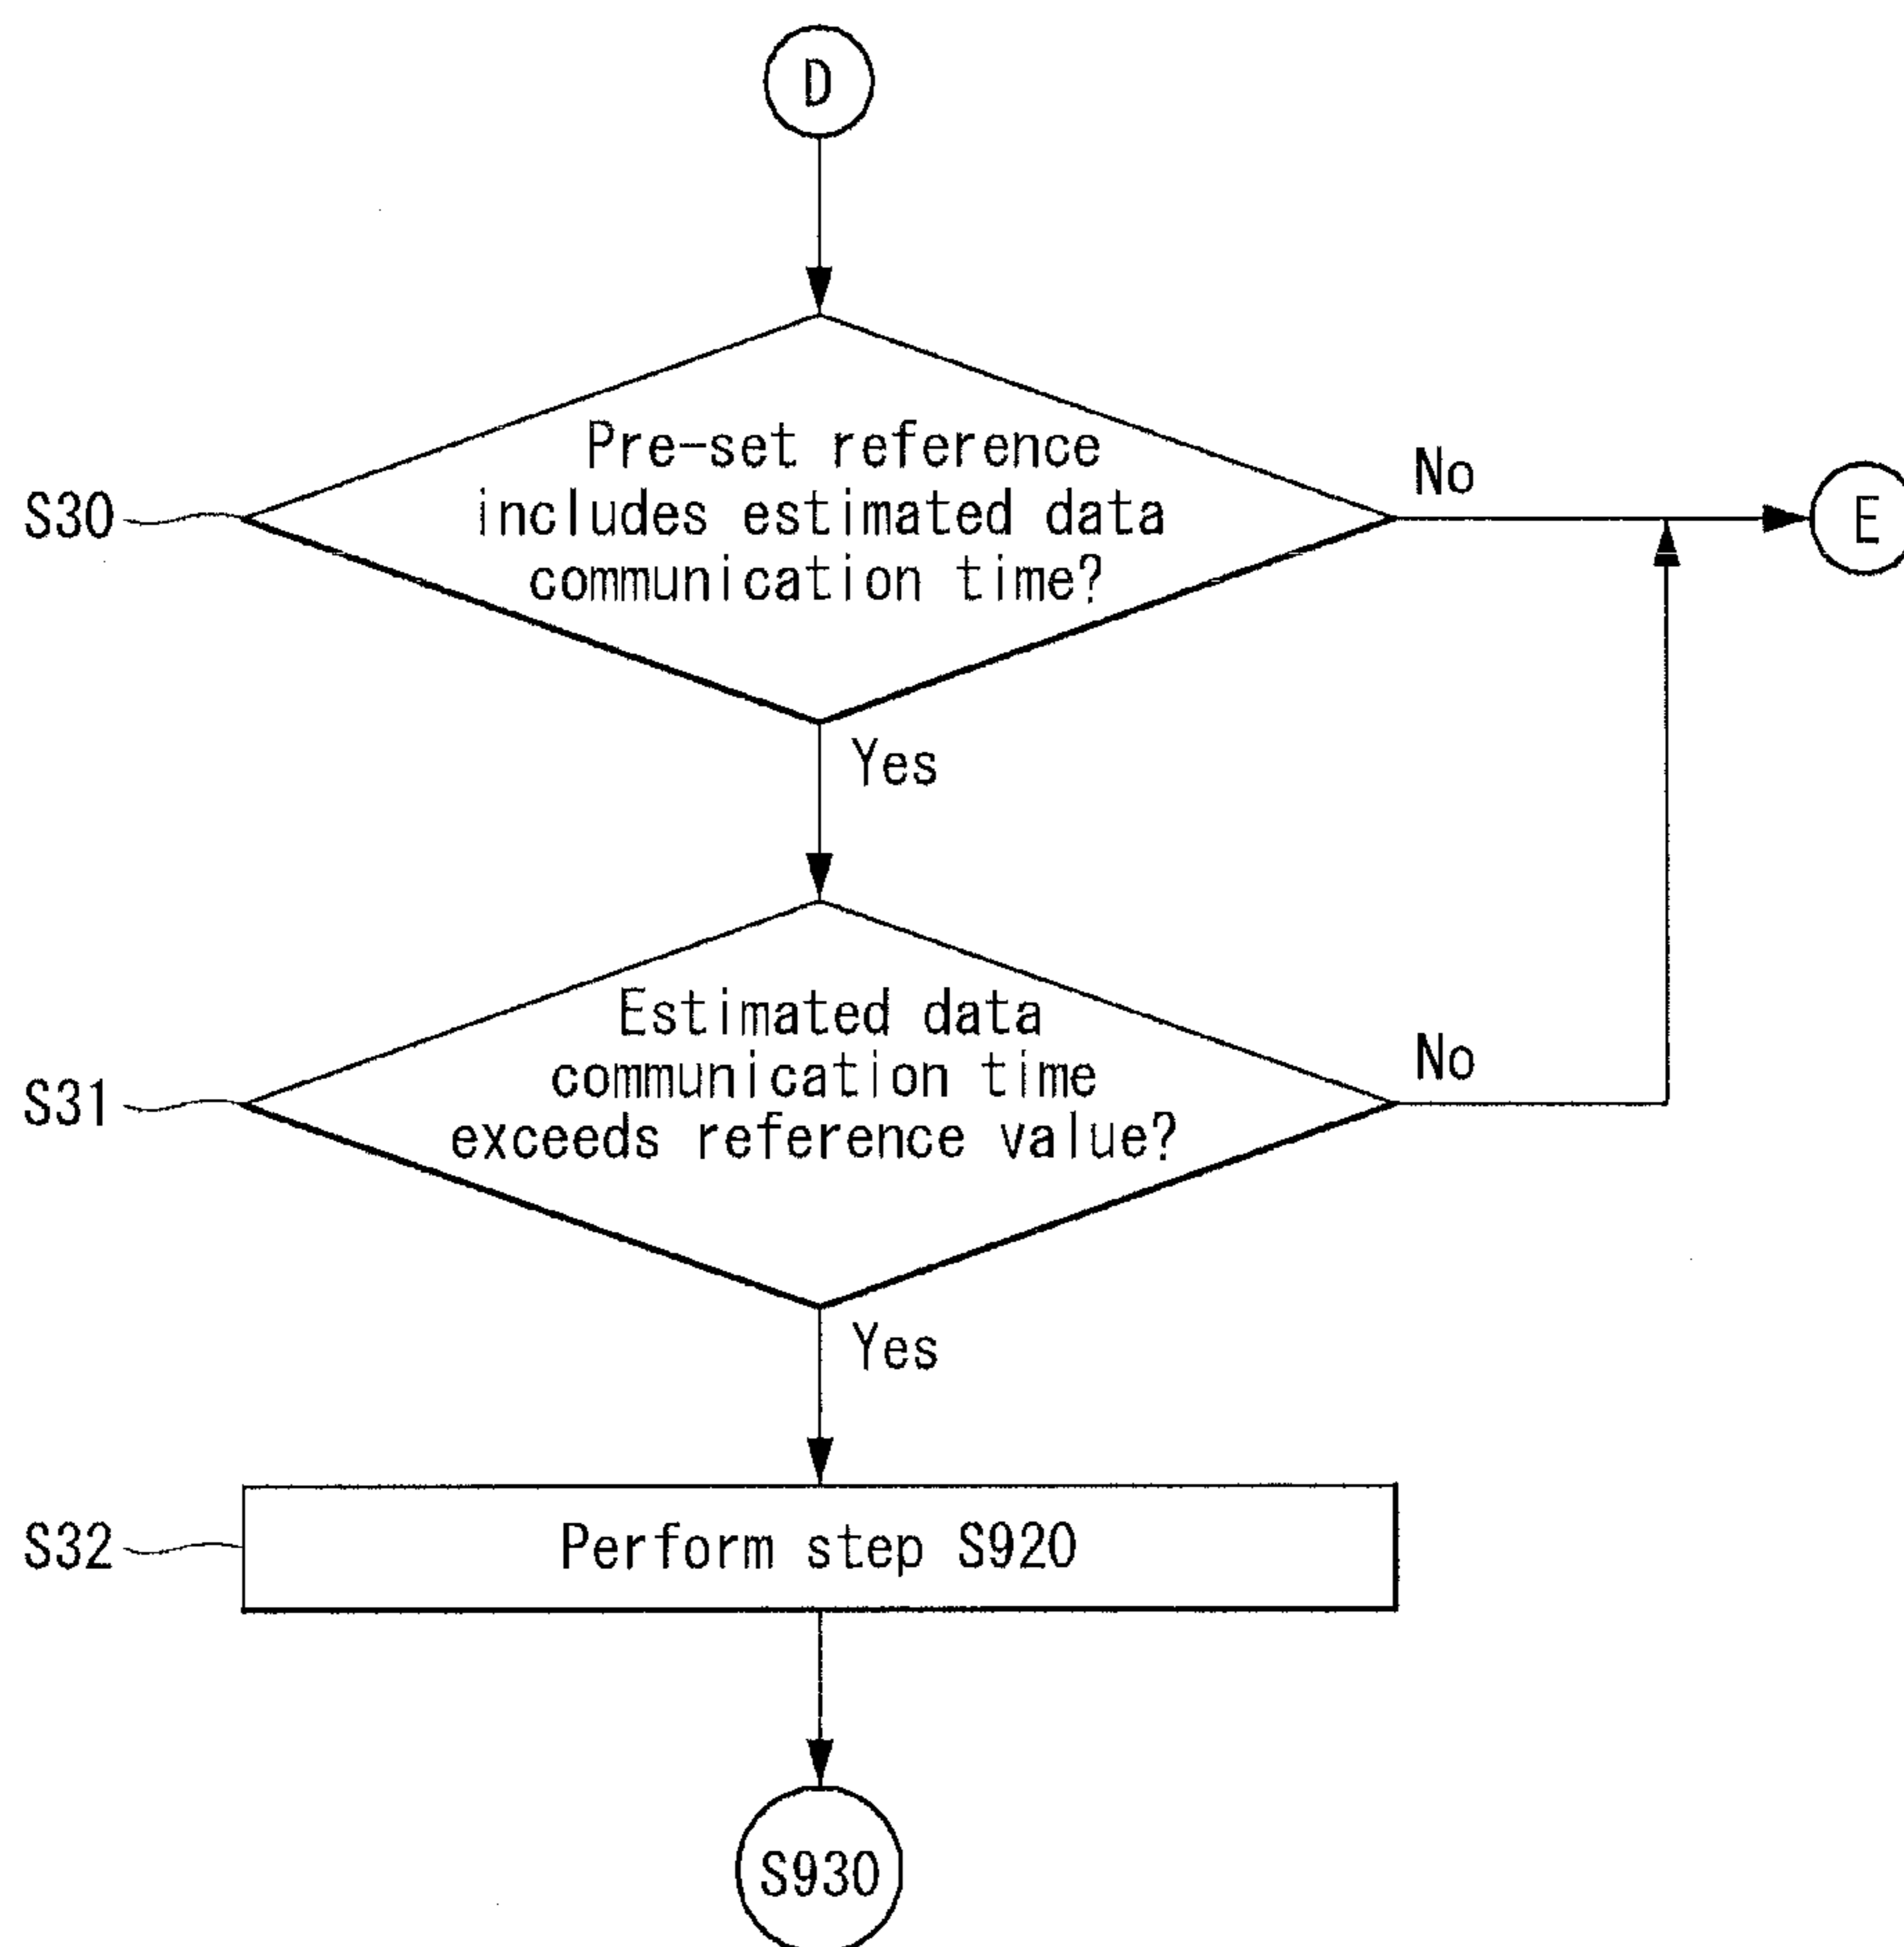 D
Pre-set reference
includes estimated data
communication time?
No
S30
E
Yes
Estimated data
communication time
exceeds reference value?
No
S31
Yes
S32
Perform step S920
S930